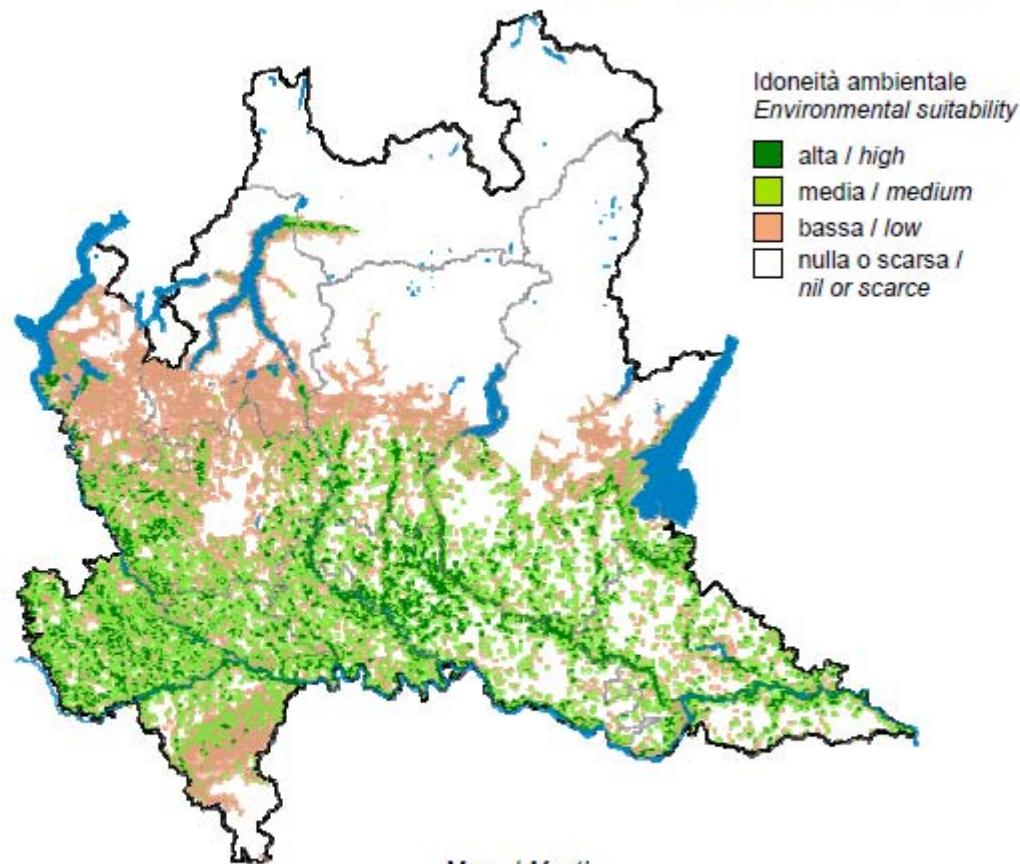 Idoneità ambientale
Environmental suitability
alta / high
media / medium
bassa / low
nulla o scarsa /
nil or scarce